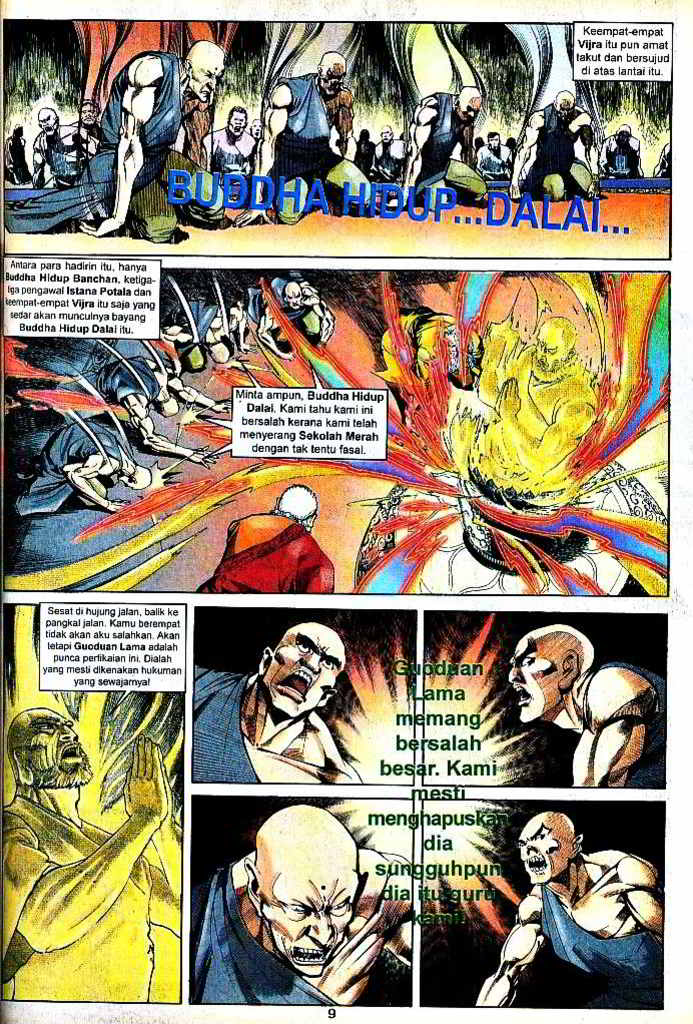 Keempat-empat
Vijra itu pun amat
takut dan bersujud
di atas lantai itu.
BUDDHA HIDUP...DALAI...
Antara para hadirin itu, hanya
Buddha Hidup Banchan, ketiga-
tiga pengawal Istana Potala dan
keempat-empat Vijra itu saja yang
sedar akan munculnya bayang
Buddha Hidup Dalai itu.
Minta ampun, Buddha Hidup
Dalai. Kami tahu kami ini
bersalah kerana kami telah
menyerang Sekolah Merah
dengan tak tentu fasal.
Sesat di hujung jalan, balik ke
pangkal jalan. Kamu berempat
tidak akan aku salahkan. Akan
tetapi Guoduan Lama adalah
punca perlikaian ini. Dialah
yang mesti dikenakan hukuman
yang sewajarnya!
Guoduan
Lama
memang
bersalah
besar. Kami
mesti
menghapuskan
dia
sungguhpun
dia itu guru
kami!
9